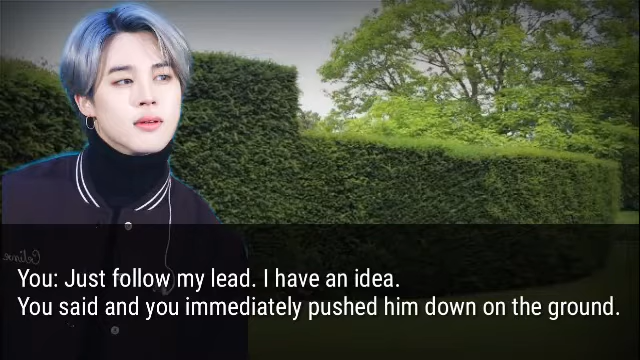 You: Just follow my lead. I have an idea.
You said and you immediately pushed him down on the ground.